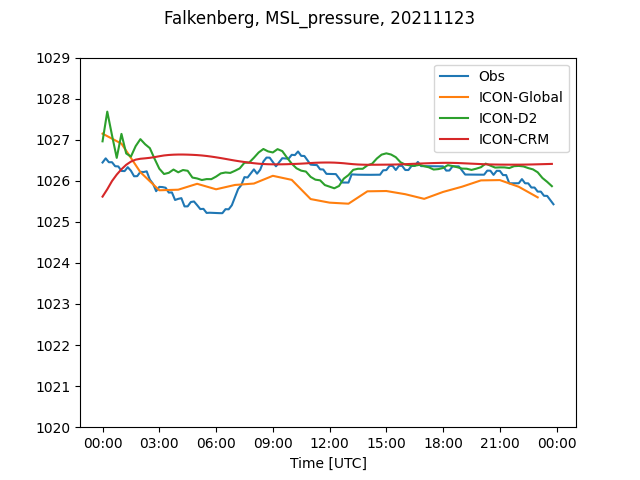 Falkenberg, MSL_pressure, 20211123
1029
1028
1027
1026
1025
1024
1023
1022
1021
1020
Obs
ICON-Global
ICON-D2
ICON-CRM
00:00 03:00 06:00 09:00 12:00 15:00 18:00 21:00 00:00
Time [UTC]